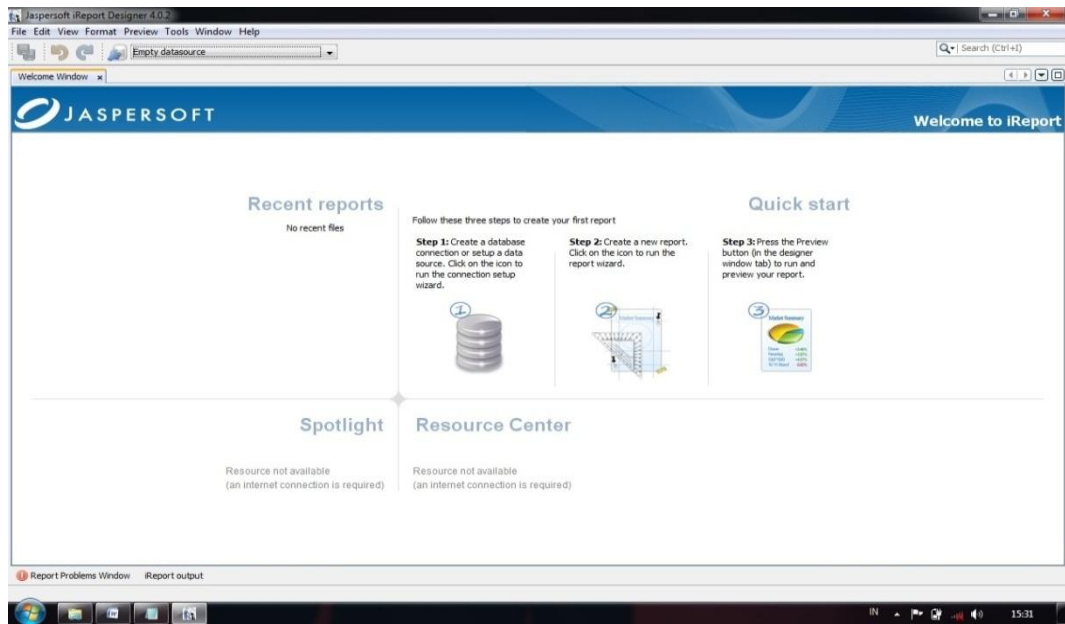 Jaspersoft iReport Designer 4.0.2
File Edit View Format Preview Tools Window Help
Empty datasource
Search (Ctrl+I)
Welcome Window
JASPERSOFT
Welcome to iReport
Recent reports
No recent files
Quick start
Follow these three steps to create your first report
Step 1: Create a database
connection or setup a data
source. Click on the icon to
run the connection setup
wizard.
Step 2: Create a new report.
Click on the icon to run the
report wizard.
Step 3: Press the Preview
button (in the designer
window tab) to run and
preview your report.
1
2
3
Spotlight
Resource not available
(an internet connection is required)
Resource Center
Resource not available
(an internet connection is required)
Report Problems Window iReport output
IN
15:31